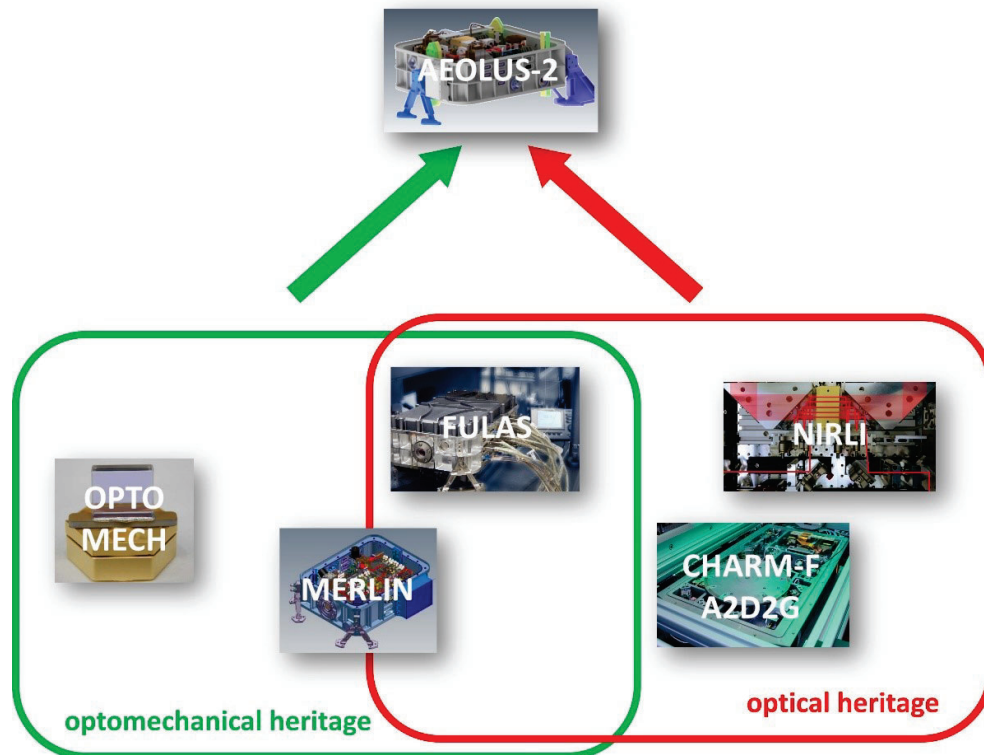 AEOLUS-2
FULAS
NIRLI
OPTO
MECH
MERLIN
CHARM-F
A2D2G
optomechanical heritage
optical heritage